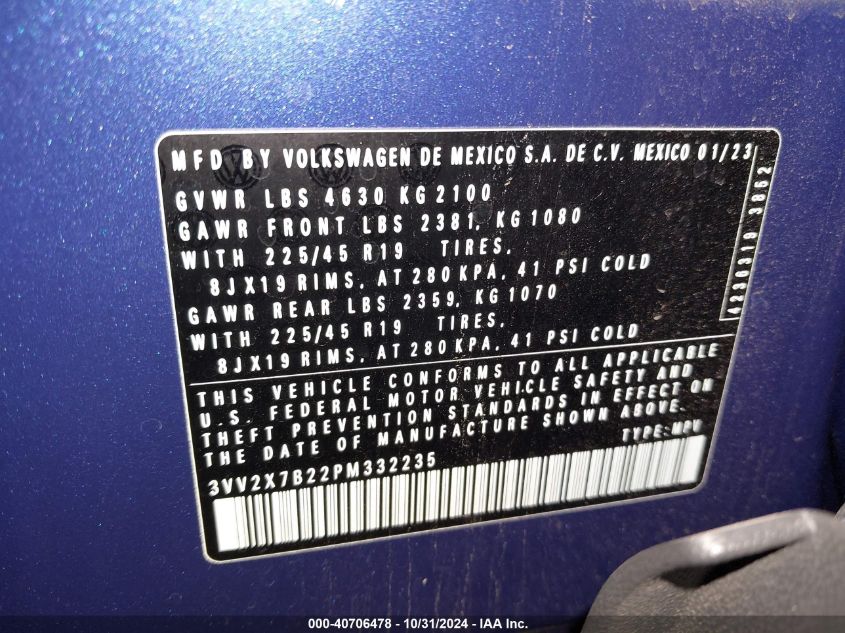 MFD BY VOLKSWAGEN DE MEXICO S.A. DE C.V. MEXICO 01/23
GVWR LBS 4630 KG 2100
GAWR FRONT LBS 2381, KG 1080
WITH 225/45 R19 TIRES,
8JX19 RIMS, AT 280 KPA, 41 PSI COLD
GAWR REAR LBS 2359, KG 1070
WITH 225/45 R19 TIRES,
8JX19 RIMS, AT 280 KPA, 41 PSI COLD
4230319 3862
THIS VEHICLE CONFORMS TO ALL APPLICABLE
U.S. FEDERAL MOTOR VEHICLE SAFETY AND
THEFT PREVENTION STANDARDS IN EFFECT ON
THE DATE OF MANUFACTURE SHOWN ABOVE.
TYPE: MPV
3VV2X7B22PM332235
000-40706478 - 10/31/2024 - IAA Inc.